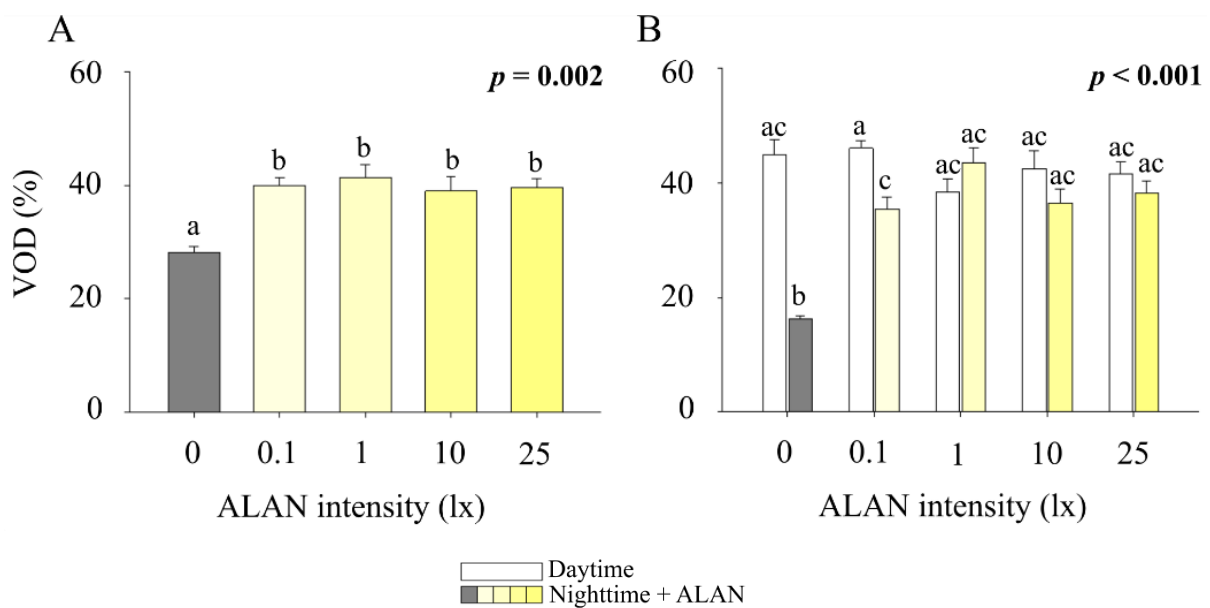 A
B
60
p = 0.002
60
p < 0.001
b
b
b
b
a
ac
a
ac
ac
ac
ac
c
ac
ac
b
40
20
0
VOD (%)
40
20
0
0 0.1 1 10 25
0 0.1 1 10 25
ALAN intensity (lx)
ALAN intensity (lx)
Daytime
Nighttime + ALAN